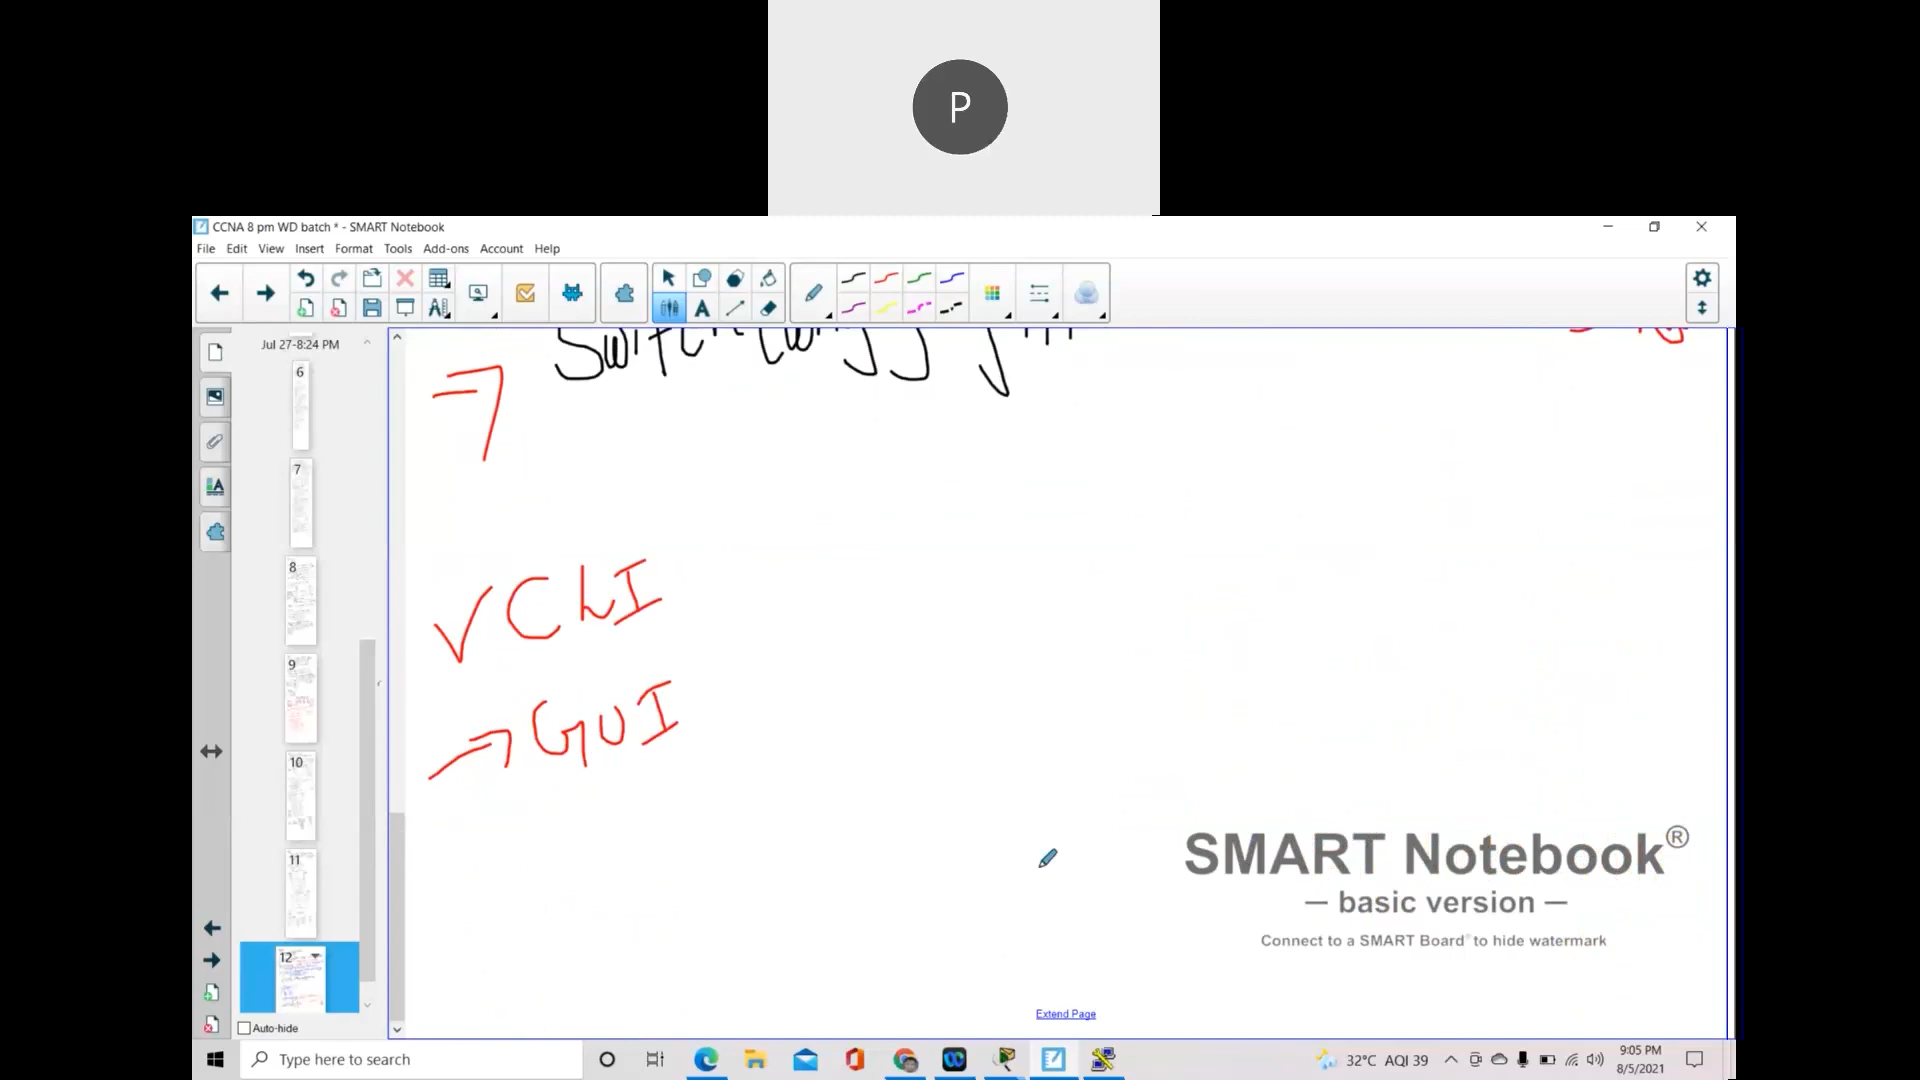 P
CCNA 8 pm WD batch * - SMART Notebook
File Edit View Insert Format Tools Add-ons Account Help
Jul 27-8:24 PM
6
7
8
9
10
11
12
Auto-hide
CLI
GUI
SMART Notebook®
— basic version —
Connect to a SMART Board® to hide watermark
Extend Page
Type here to search
32°C AQI 39
9:05 PM
8/5/2021